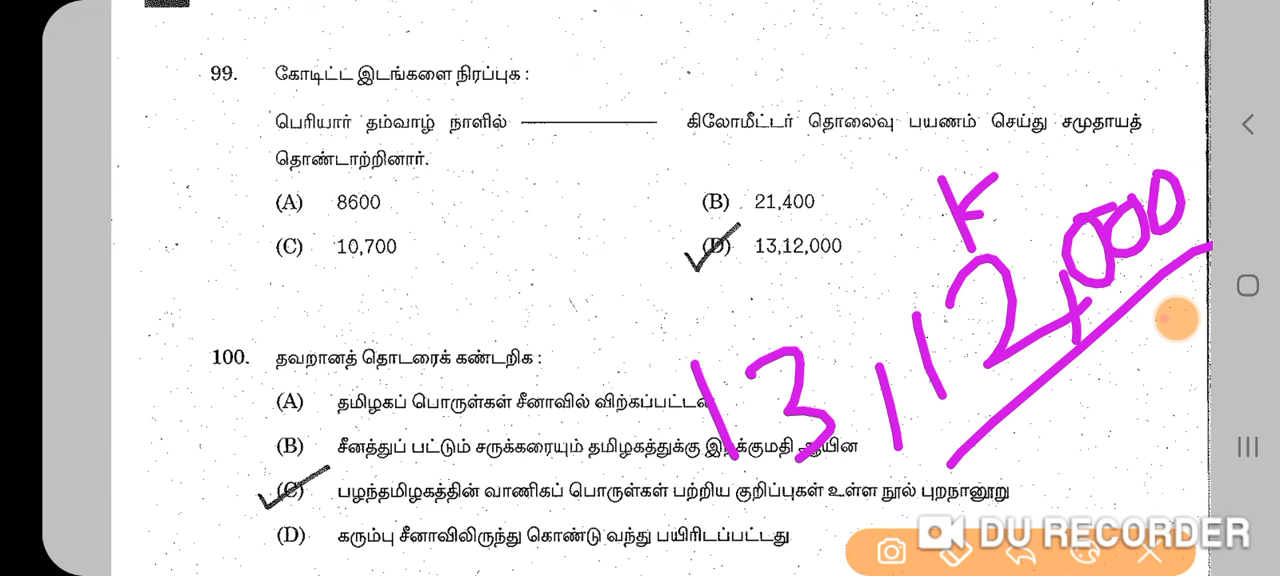 99. கோடிட்ட இடங்களை நிரப்புக :
பெரியார் தம்வாழ் நாளில் ———— கிலோமீட்டர் தொலைவு பயணம் செய்து சமுதாயத்
தொண்டாற்றினார்.
(A) 8600 (B) 21,400
(C) 10,700 (D) 13,12,000
K
13,12,000
100. தவறானத் தொடரைக் கண்டறிக :
(A) தமிழகப் பொருள்கள் சீனாவில் விற்கப்பட்டன
(B) சீனத்துப் பட்டும் சருக்கரையும் தமிழகத்துக்கு இறக்குமதி ஆயின
(C) பழந்தமிழகத்தின் வாணிகப் பொருள்கள் பற்றிய குறிப்புகள் உள்ள நூல் புறநானூறு
(D) கரும்பு சீனாவிலிருந்து கொண்டு வந்து பயிரிடப்பட்டது
DU RECORDER